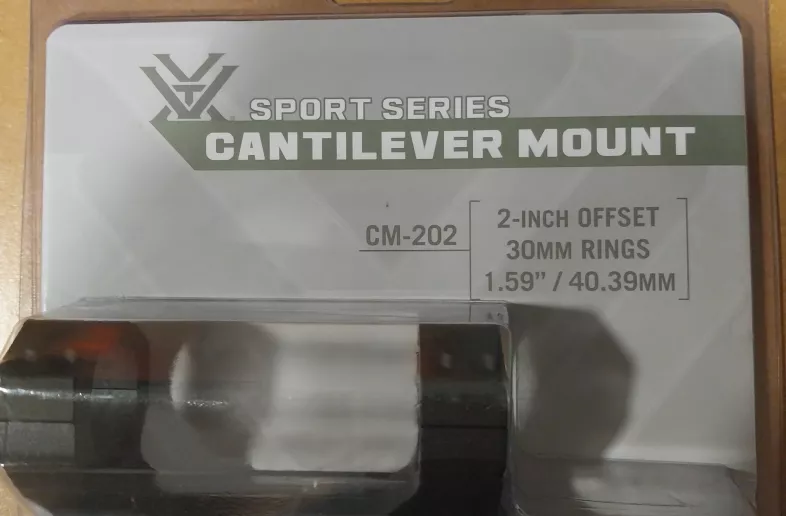 SPORT SERIES
CANTILEVER MOUNT
CM-202
2-INCH OFFSET
30MM RINGS
1.59” / 40.39MM